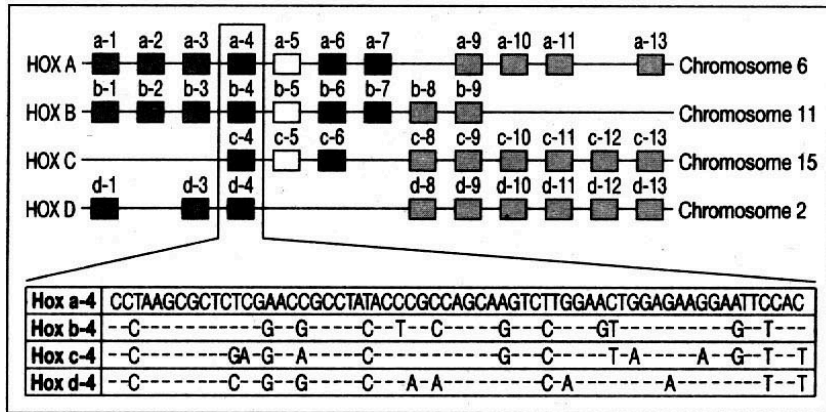 a-1 a-2 a-3 a-4 a-5 a-6 a-7 a-9 a-10 a-11 a-13
HOX A Chromosome 6
b-1 b-2 b-3 b-4 b-5 b-6 b-7 b-8 b-9
HOX B Chromosome 11
c-4 c-5 c-6 c-8 c-9 c-10 c-11 c-12 c-13
HOX C Chromosome 15
d-1 d-3 d-4 d-8 d-9 d-10 d-11 d-12 d-13
HOX D Chromosome 2
Hox a-4 CCTAAGCGCTCTCGAACCGCCTATACCCGCCAGCAAGTCTTGGAACTGGAGAAGGAATTCCAC
Hox b-4 --C-----------G--G-----C--T--C-----G---C----GT----------G--T---
Hox c-4 --C--------GA-G--A-----C-----------G---C-----T-A-----A--G--T--T
Hox d-4 --C--------C--G--G-----C---A-A---------C-A--------A--------T--T